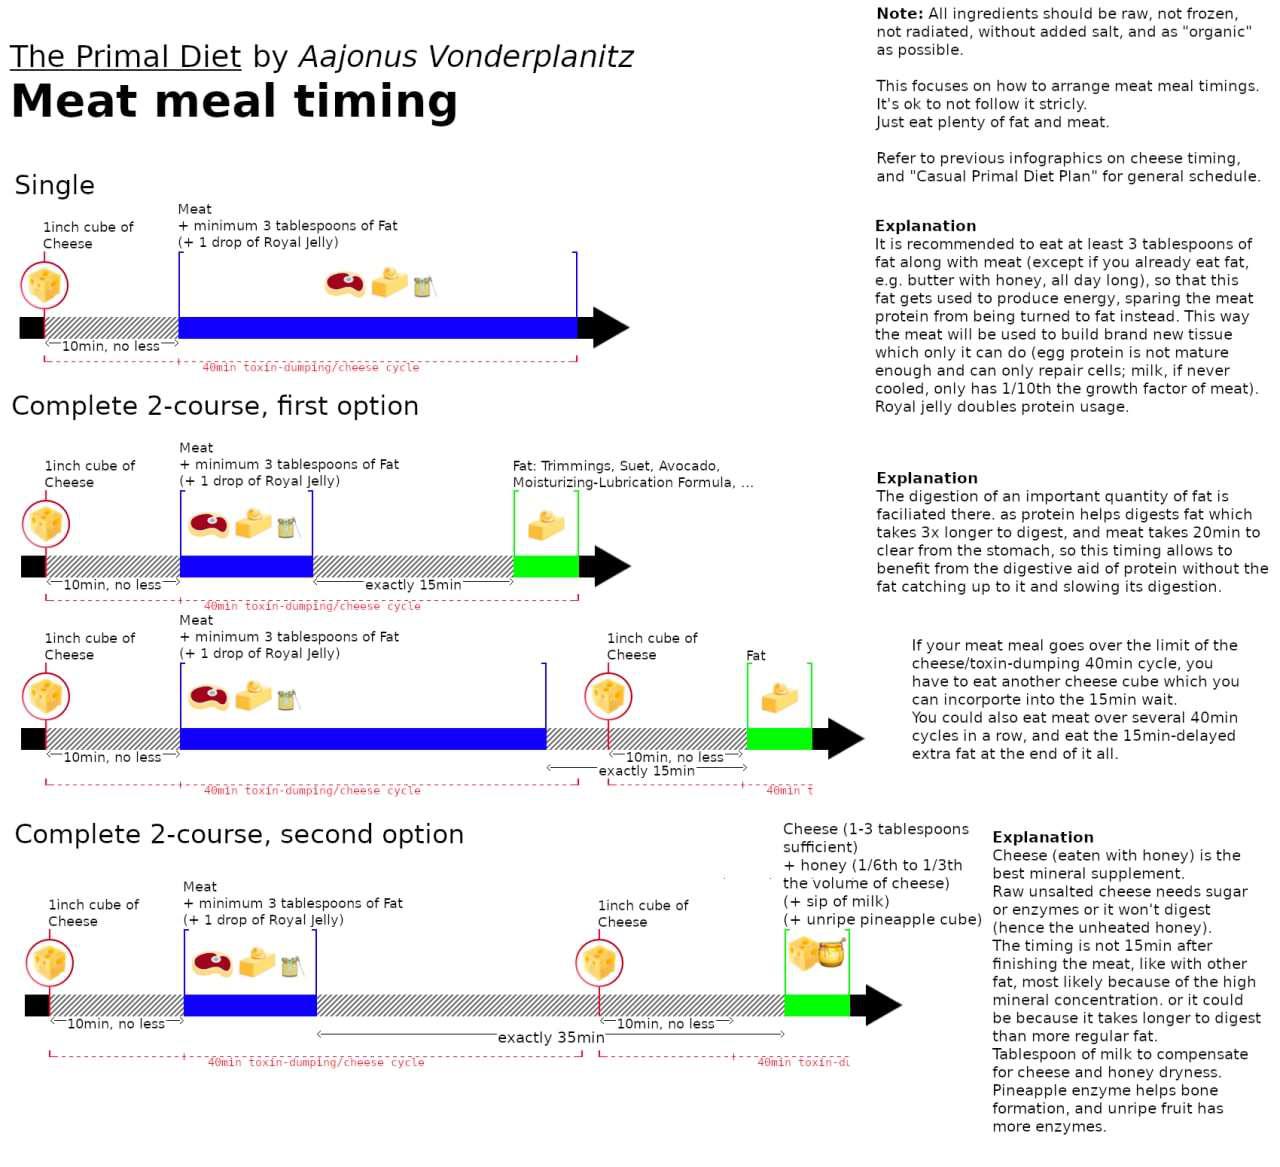 The Primal Diet by Aajonus Vonderplanitz
Meat meal timing
Note: All ingredients should be raw, not frozen,
not radiated, without added salt, and as "organic"
as possible.
This focuses on how to arrange meat meal timings.
It's ok to not follow it stricly.
Just eat plenty of fat and meat.
Refer to previous infographics on cheese timing,
and "Casual Primal Diet Plan" for general schedule.
Single
1inch cube of
Cheese
Meat
+ minimum 3 tablespoons of Fat
(+ 1 drop of Royal Jelly)
10min, no less
40min toxin-dumping/cheese cycle
Explanation
It is recommended to eat at least 3 tablespoons of
fat along with meat (except if you already eat fat,
e.g. butter with honey, all day long), so that this
fat gets used to produce energy, sparing the meat
protein from being turned to fat instead. This way
the meat will be used to build brand new tissue
which only it can do (egg protein is not mature
enough and can only repair cells; milk, if never
cooled, only has 1/10th the growth factor of meat).
Royal jelly doubles protein usage.
Complete 2-course, first option
1inch cube of
Cheese
Meat
+ minimum 3 tablespoons of Fat
(+ 1 drop of Royal Jelly)
Fat: Trimmings, Suet, Avocado,
Moisturizing-Lubrication Formula, ...
10min, no less
exactly 15min
40min toxin-dumping/cheese cycle
Explanation
The digestion of an important quantity of fat is
faciliated there. as protein helps digests fat which
takes 3x longer to digest, and meat takes 20min to
clear from the stomach, so this timing allows to
benefit from the digestive aid of protein without the
fat catching up to it and slowing its digestion.
1inch cube of
Cheese
Meat
+ minimum 3 tablespoons of Fat
(+ 1 drop of Royal Jelly)
1inch cube of
Cheese
Fat
10min, no less
10min, no less
exactly 15min
40min toxin-dumping/cheese cycle
40min t
If your meat meal goes over the limit of the
cheese/toxin-dumping 40min cycle, you
have to eat another cheese cube which you
can incorporte into the 15min wait.
You could also eat meat over several 40min
cycles in a row, and eat the 15min-delayed
extra fat at the end of it all.
Complete 2-course, second option
1inch cube of
Cheese
Meat
+ minimum 3 tablespoons of Fat
(+ 1 drop of Royal Jelly)
1inch cube of
Cheese
Cheese (1-3 tablespoons
sufficient)
+ honey (1/6th to 1/3th
the volume of cheese)
(+ sip of milk)
(+ unripe pineapple cube)
10min, no less
10min, no less
exactly 35min
40min toxin-dumping/cheese cycle
40min toxin-du
Explanation
Cheese (eaten with honey) is the
best mineral supplement.
Raw unsalted cheese needs sugar
or enzymes or it won't digest
(hence the unheated honey).
The timing is not 15min after
finishing the meat, like with other
fat, most likely because of the high
mineral concentration. or it could
be because it takes longer to digest
than more regular fat.
Tablespoon of milk to compensate
for cheese and honey dryness.
Pineapple enzyme helps bone
formation, and unripe fruit has
more enzymes.